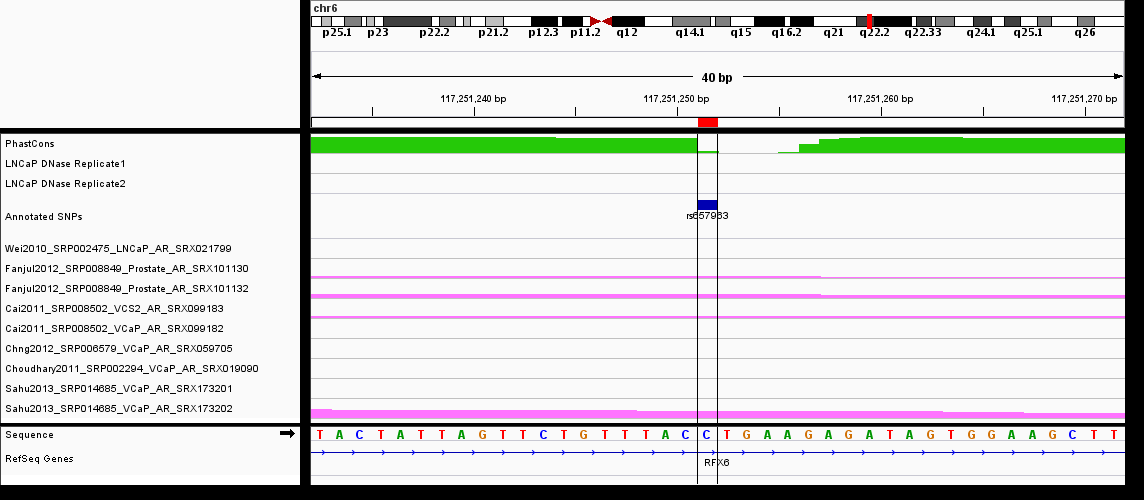 chr6
p25.1 p23 p22.2 p21.2 p12.3 p11.2 q12 q14.1 q15 q16.2 q21 q22.2 q22.33 q24.1 q25.1 q26
40 bp
117,251,240 bp 117,251,250 bp 117,251,260 bp 117,251,270 bp
PhastCons
LNCaP DNase Replicate1
LNCaP DNase Replicate2
Annotated SNPs
rs657963
Wei2010_SRP002475_LNCaP_AR_SRX021799
Fanjul2012_SRP008849_Prostate_AR_SRX101130
Fanjul2012_SRP008849_Prostate_AR_SRX101132
Cai2011_SRP008502_VCS2_AR_SRX099183
Cai2011_SRP008502_VCaP_AR_SRX099182
Chng2012_SRP006579_VCaP_AR_SRX059705
Choudhary2011_SRP002294_VCaP_AR_SRX019090
Sahu2013_SRP014685_VCaP_AR_SRX173201
Sahu2013_SRP014685_VCaP_AR_SRX173202
Sequence T A C T A T T A G T T C T G T T T A C C T G A A G A G A T A G T G G A A G C T T
RefSeq Genes
RFX6